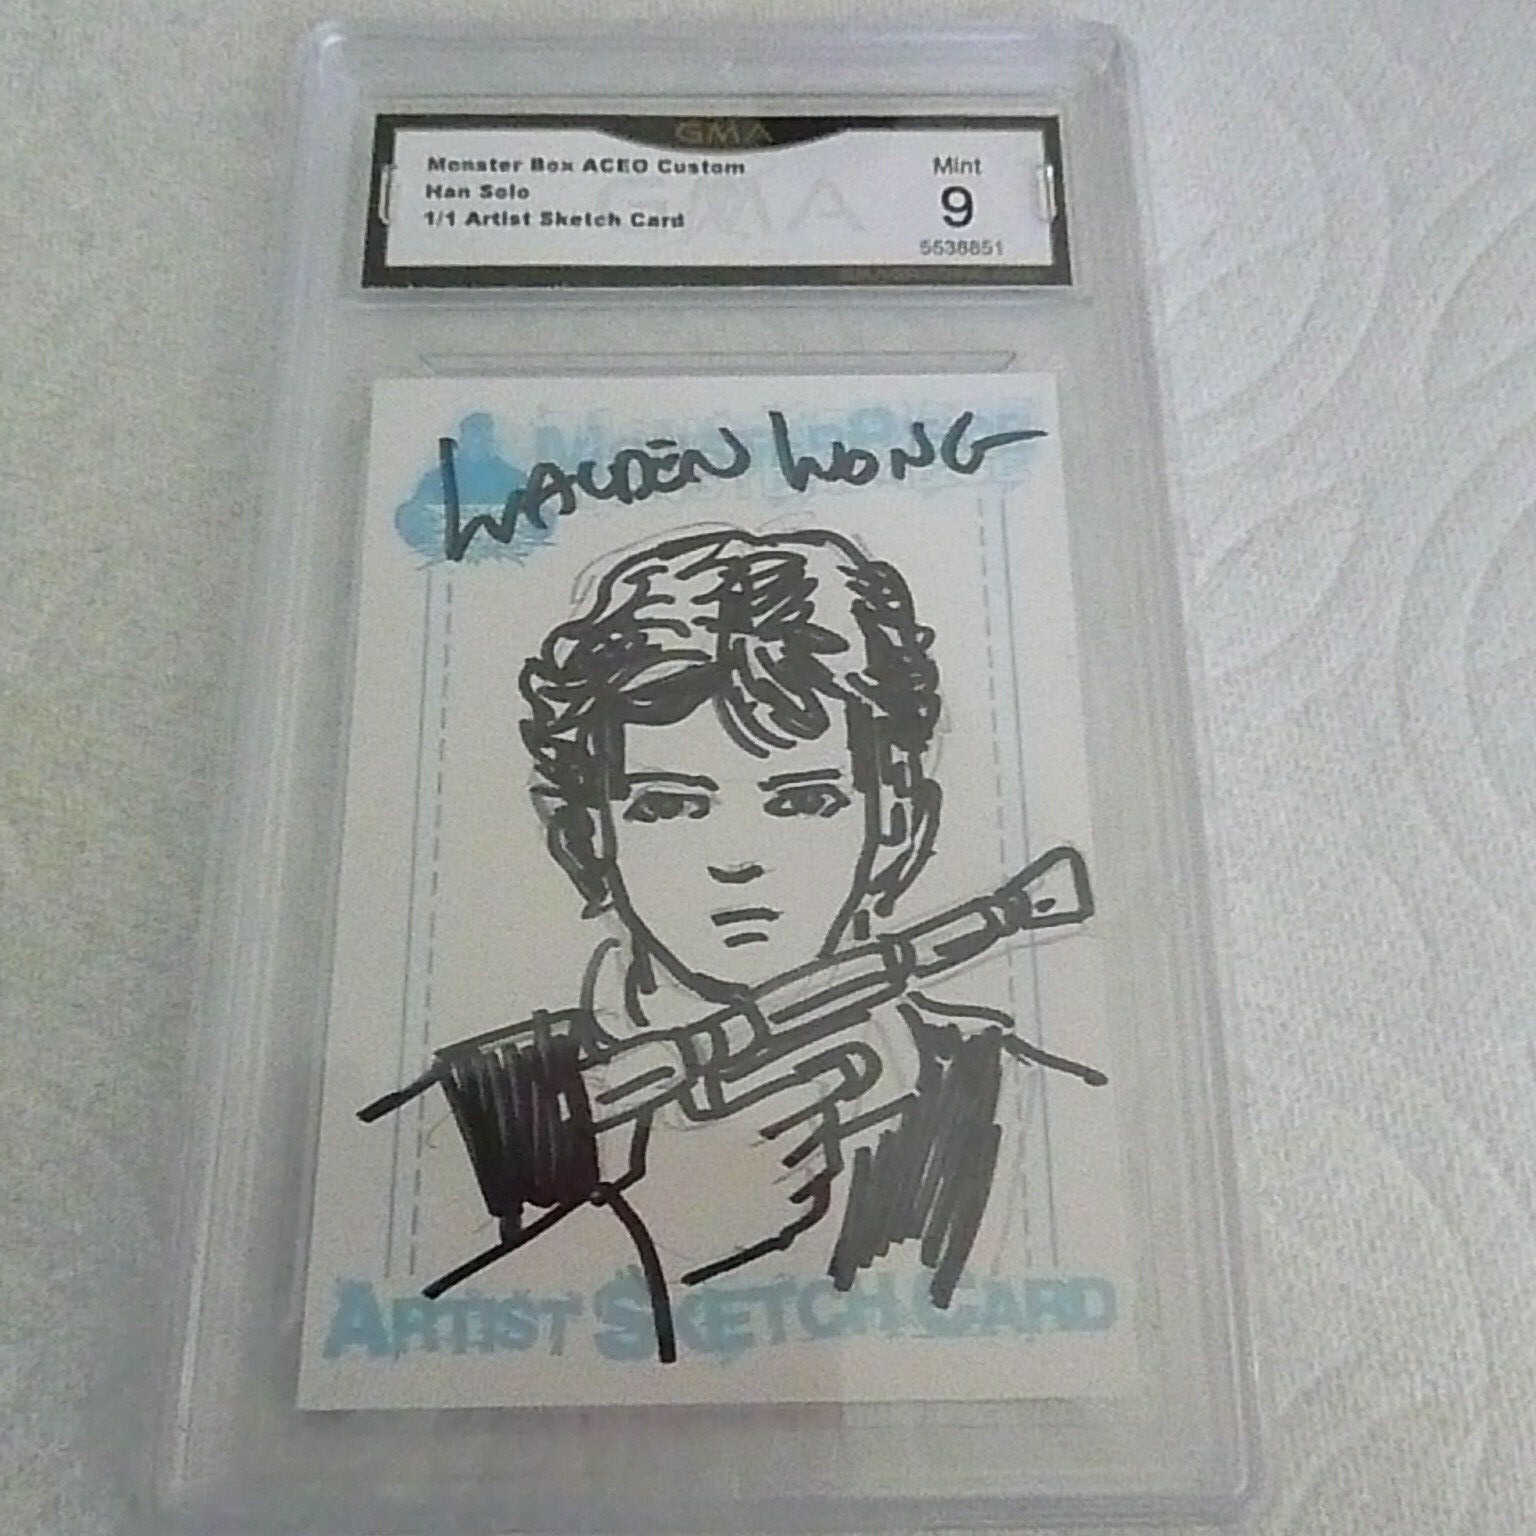 GMA
Monster Box ACEO Custom
Han Solo
1/1 Artist Sketch Card
Mint
9
5538851
WALDEN WONG
ARTIST SKETCH CARD